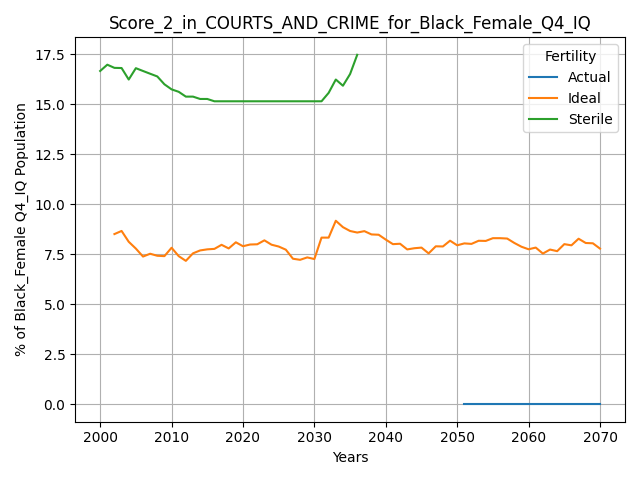 Score_2_in_COURTS_AND_CRIME_for_Black_Female_Q4_IQ
% of Black_Female Q4_IQ Population
17.5
15.0
12.5
10.0
7.5
5.0
2.5
0.0
Fertility
Actual
Ideal
Sterile
2000 2010 2020 2030 2040 2050 2060 2070
Years